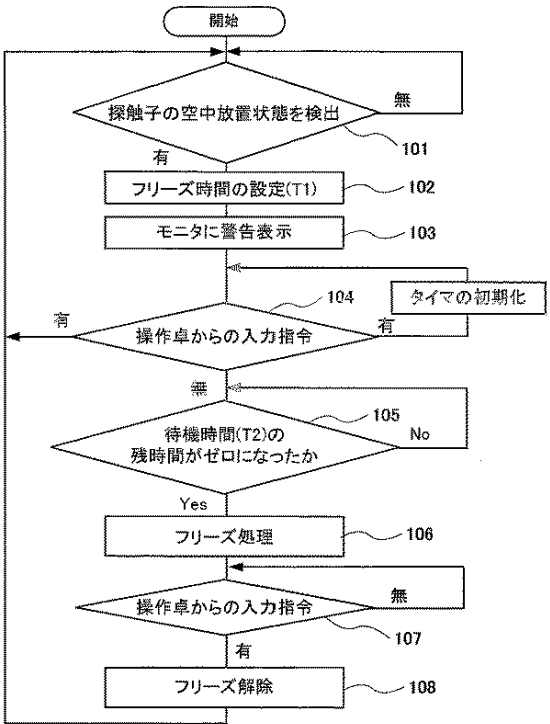 開始
探触子の空中放置状態を検出
無
101
有
フリーズ時間の設定(T1)
102
モニタに警告表示
103
タイマの初期化
104
有
操作卓からの入力指令
有
無
105
待機時間(T2)の
残時間がゼロになったか
No
Yes
フリーズ処理
106
操作卓からの入力指令
無
107
有
フリーズ解除
108